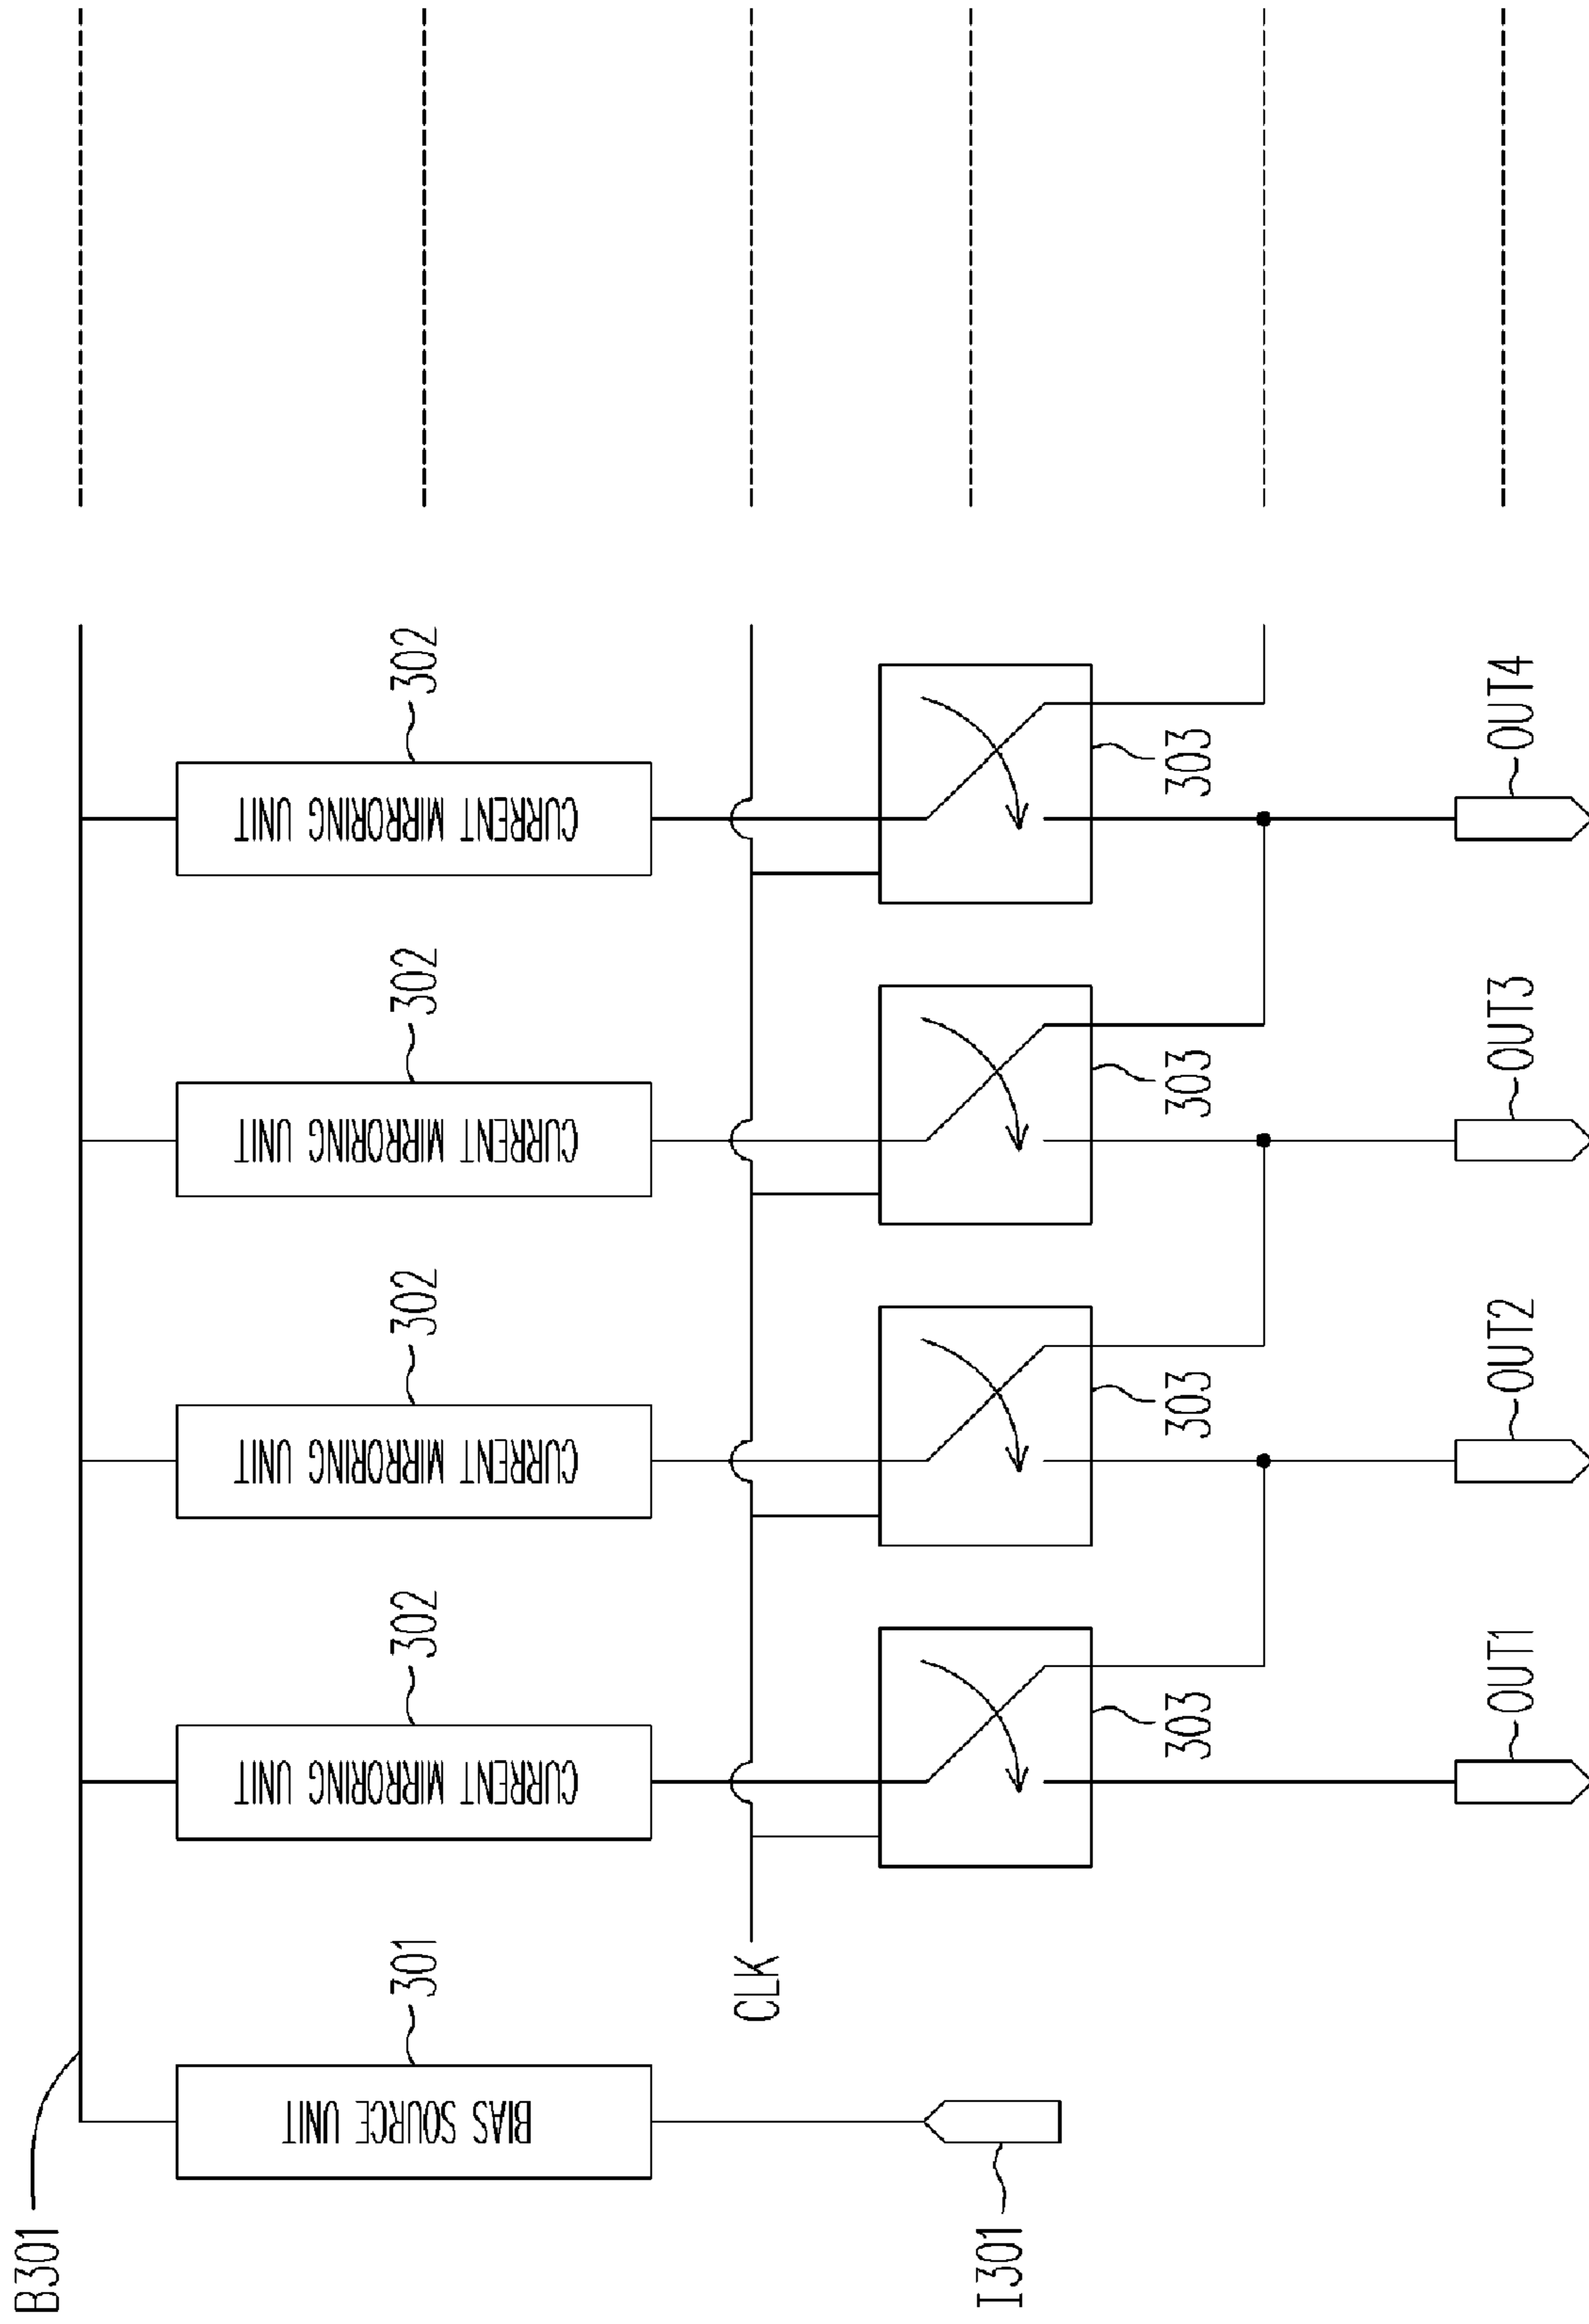 B301
BIAS SOURCE UNIT
301
I301
CLK
CURRENT MIRRORING UNIT
302
303
OUT1
CURRENT MIRRORING UNIT
302
303
OUT2
CURRENT MIRRORING UNIT
302
303
OUT3
CURRENT MIRRORING UNIT
302
303
OUT4